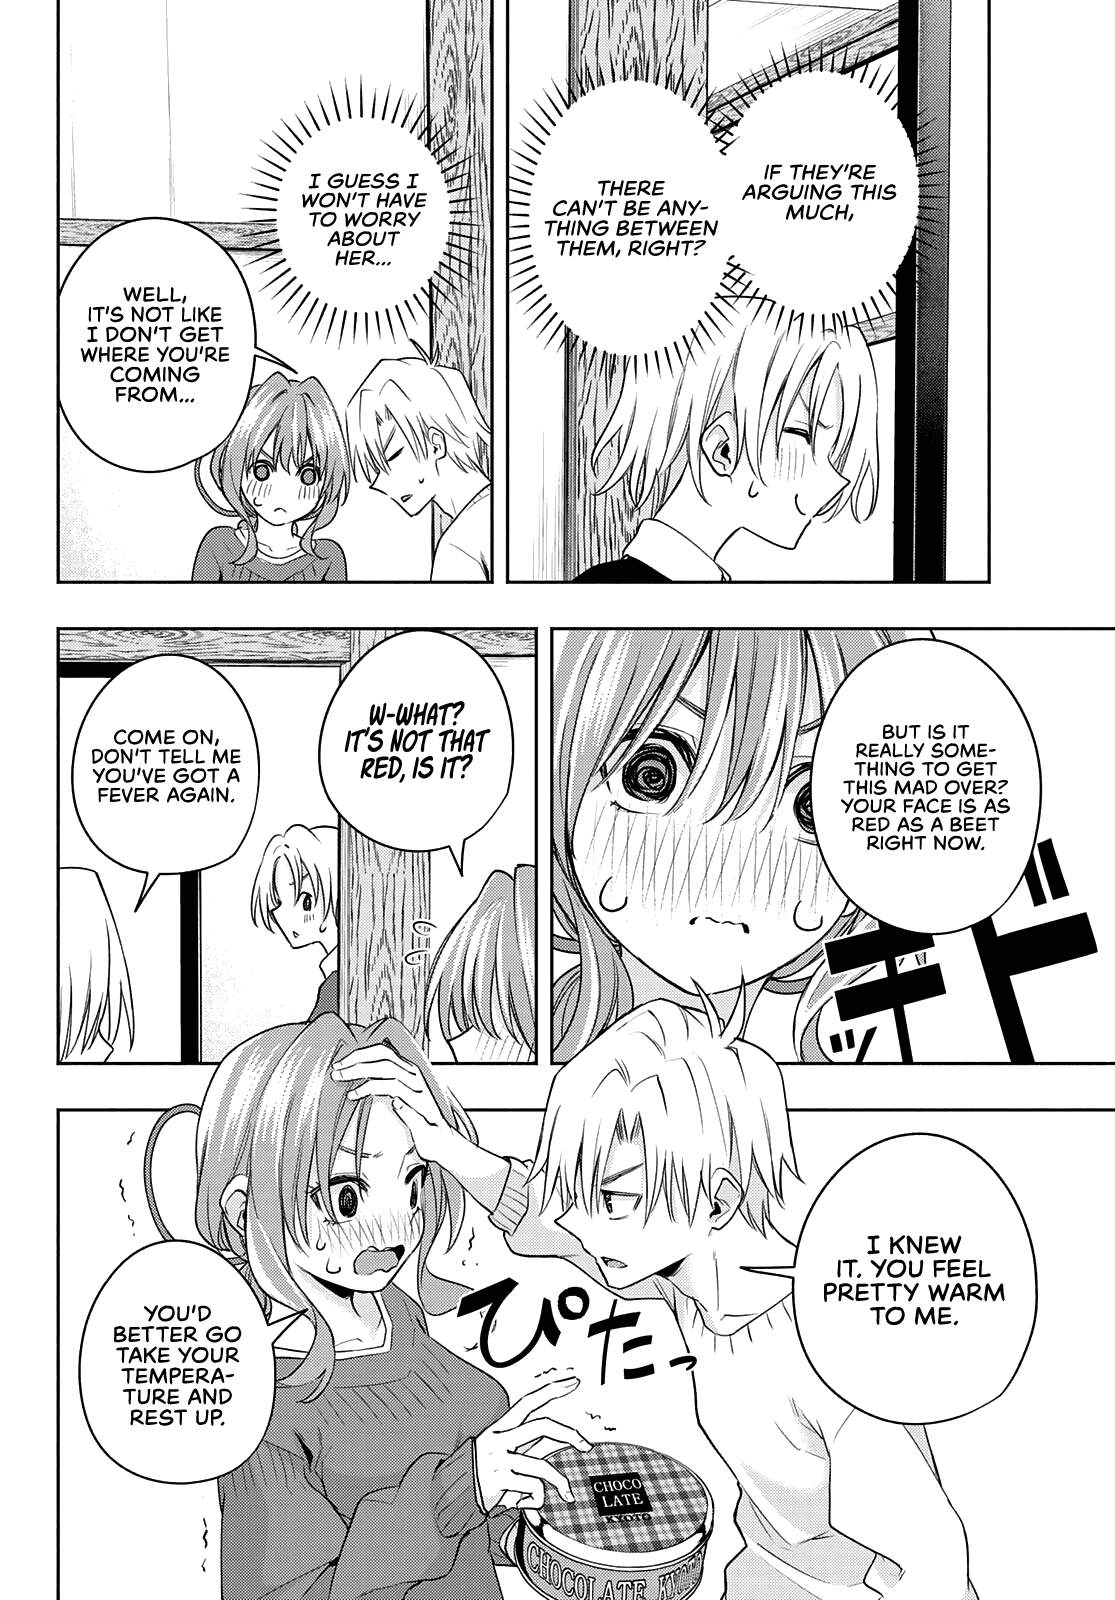 IF THEY'RE
ARGUING THIS
MUCH,
THERE
CAN'T BE ANY-
THING BETWEEN
THEM, RIGHT?
I GUESS I
WON'T HAVE
TO WORRY
ABOUT
HER...
WELL,
IT'S NOT LIKE
I DON'T GET
WHERE YOU'RE
COMING
FROM...
BUT IS IT
REALLY SOME-
THING TO GET
THIS MAD OVER?
YOUR FACE IS AS
RED AS A BEET
RIGHT NOW.
ドキッ
W-WHAT?
IT'S NOT THAT
RED, IS IT?
COME ON,
DON'T TELL ME
YOU'VE GOT A
FEVER AGAIN.
I KNEW
IT. YOU FEEL
PRETTY WARM
TO ME.
ぴたっ
YOU'D
BETTER GO
TAKE YOUR
TEMPERA-
TURE AND
REST UP.
CHOCO
LATE
KYOTO
CHOCOLATE KYOTO